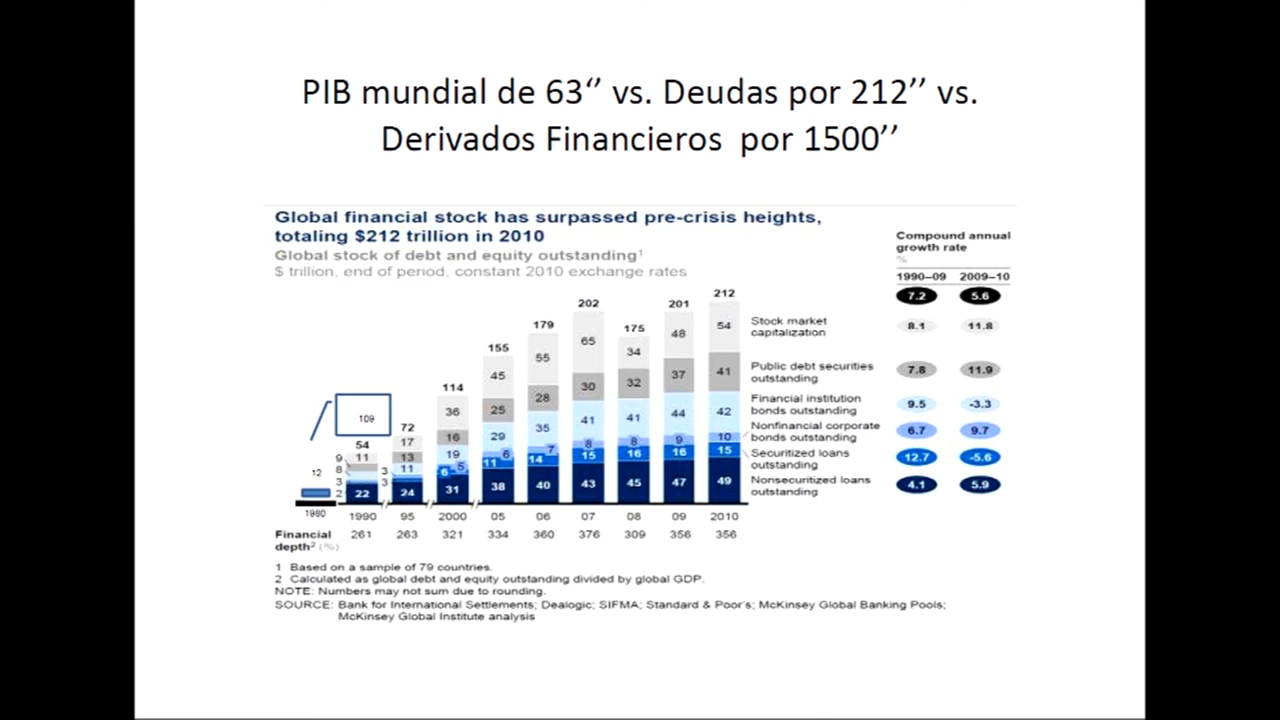 PIB mundial de 63‘’ vs. Deudas por 212’’ vs.
Derivados Financieros por 1500’’
Global financial stock has surpassed pre-crisis heights,
totaling $212 trillion in 2010
Global stock of debt and equity outstanding¹
$ trillion, end of period, constant 2010 exchange rates
Compound annual
growth rate
%
1990–09 2009–10
7.2 5.6
212
202 201
179 175
155
114
109
72
54
12
Stock market
capitalization
8.1 11.8
11 17 36 45 55 65 34 48 54
Public debt securities
outstanding
7.8 11.9
9 13 16 25 28 30 32 37 41
Financial institution
bonds outstanding
9.5 -3.3
8 11 19 29 35 41 41 44 42
Nonfinancial corporate
bonds outstanding
6.7 9.7
3 3 5 6 7 8 8 9 10
Securitized loans
outstanding
12.7 -5.6
2 3 6 11 14 15 16 16 15
Nonsecuritized loans
outstanding
4.1 5.9
22 24 31 38 40 43 45 47 49
3
1980 1990 95 2000 05 06 07 08 09 2010
Financial
depth² (%)
261 263 321 334 360 376 309 356 356
1 Based on a sample of 79 countries.
2 Calculated as global debt and equity outstanding divided by global GDP.
NOTE: Numbers may not sum due to rounding.
SOURCE: Bank for International Settlements; Dealogic; SIFMA; Standard & Poor's; McKinsey Global Banking Pools;
McKinsey Global Institute analysis